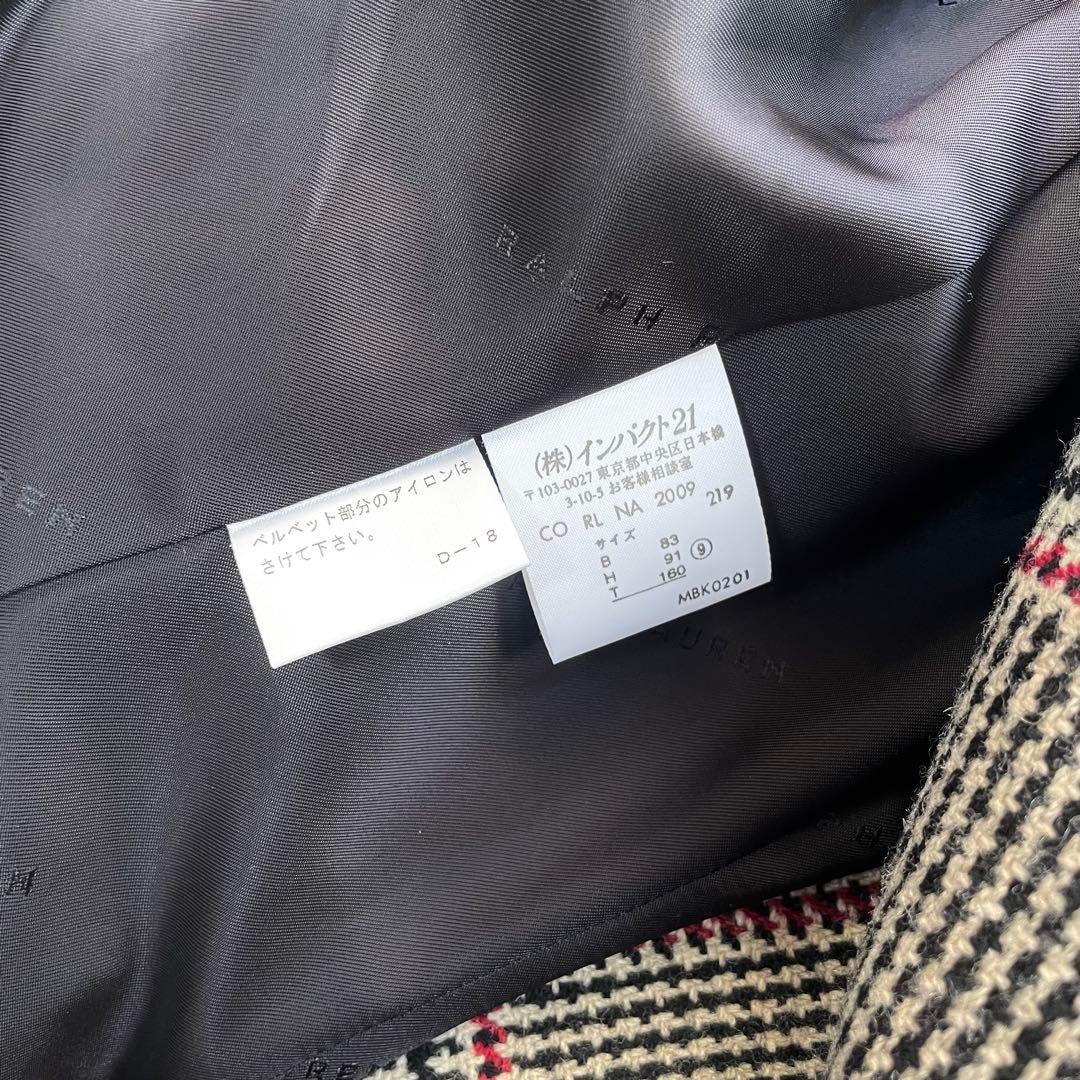 RALPH
ベルベット部分のアイロンは
さけて下さい。
D-18
(株)インパクト21
〒103-0027 東京都中央区日本橋
3-10-5 お客様相談室
CO RL NA 2009 219
サイズ
B 83
H 91 ⑨
T 160
MBK0201
AUREN